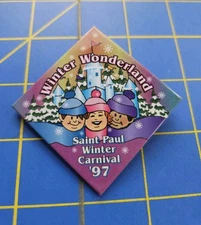 Winter Wonderland
Saint Paul
Winter
Carnival
'97